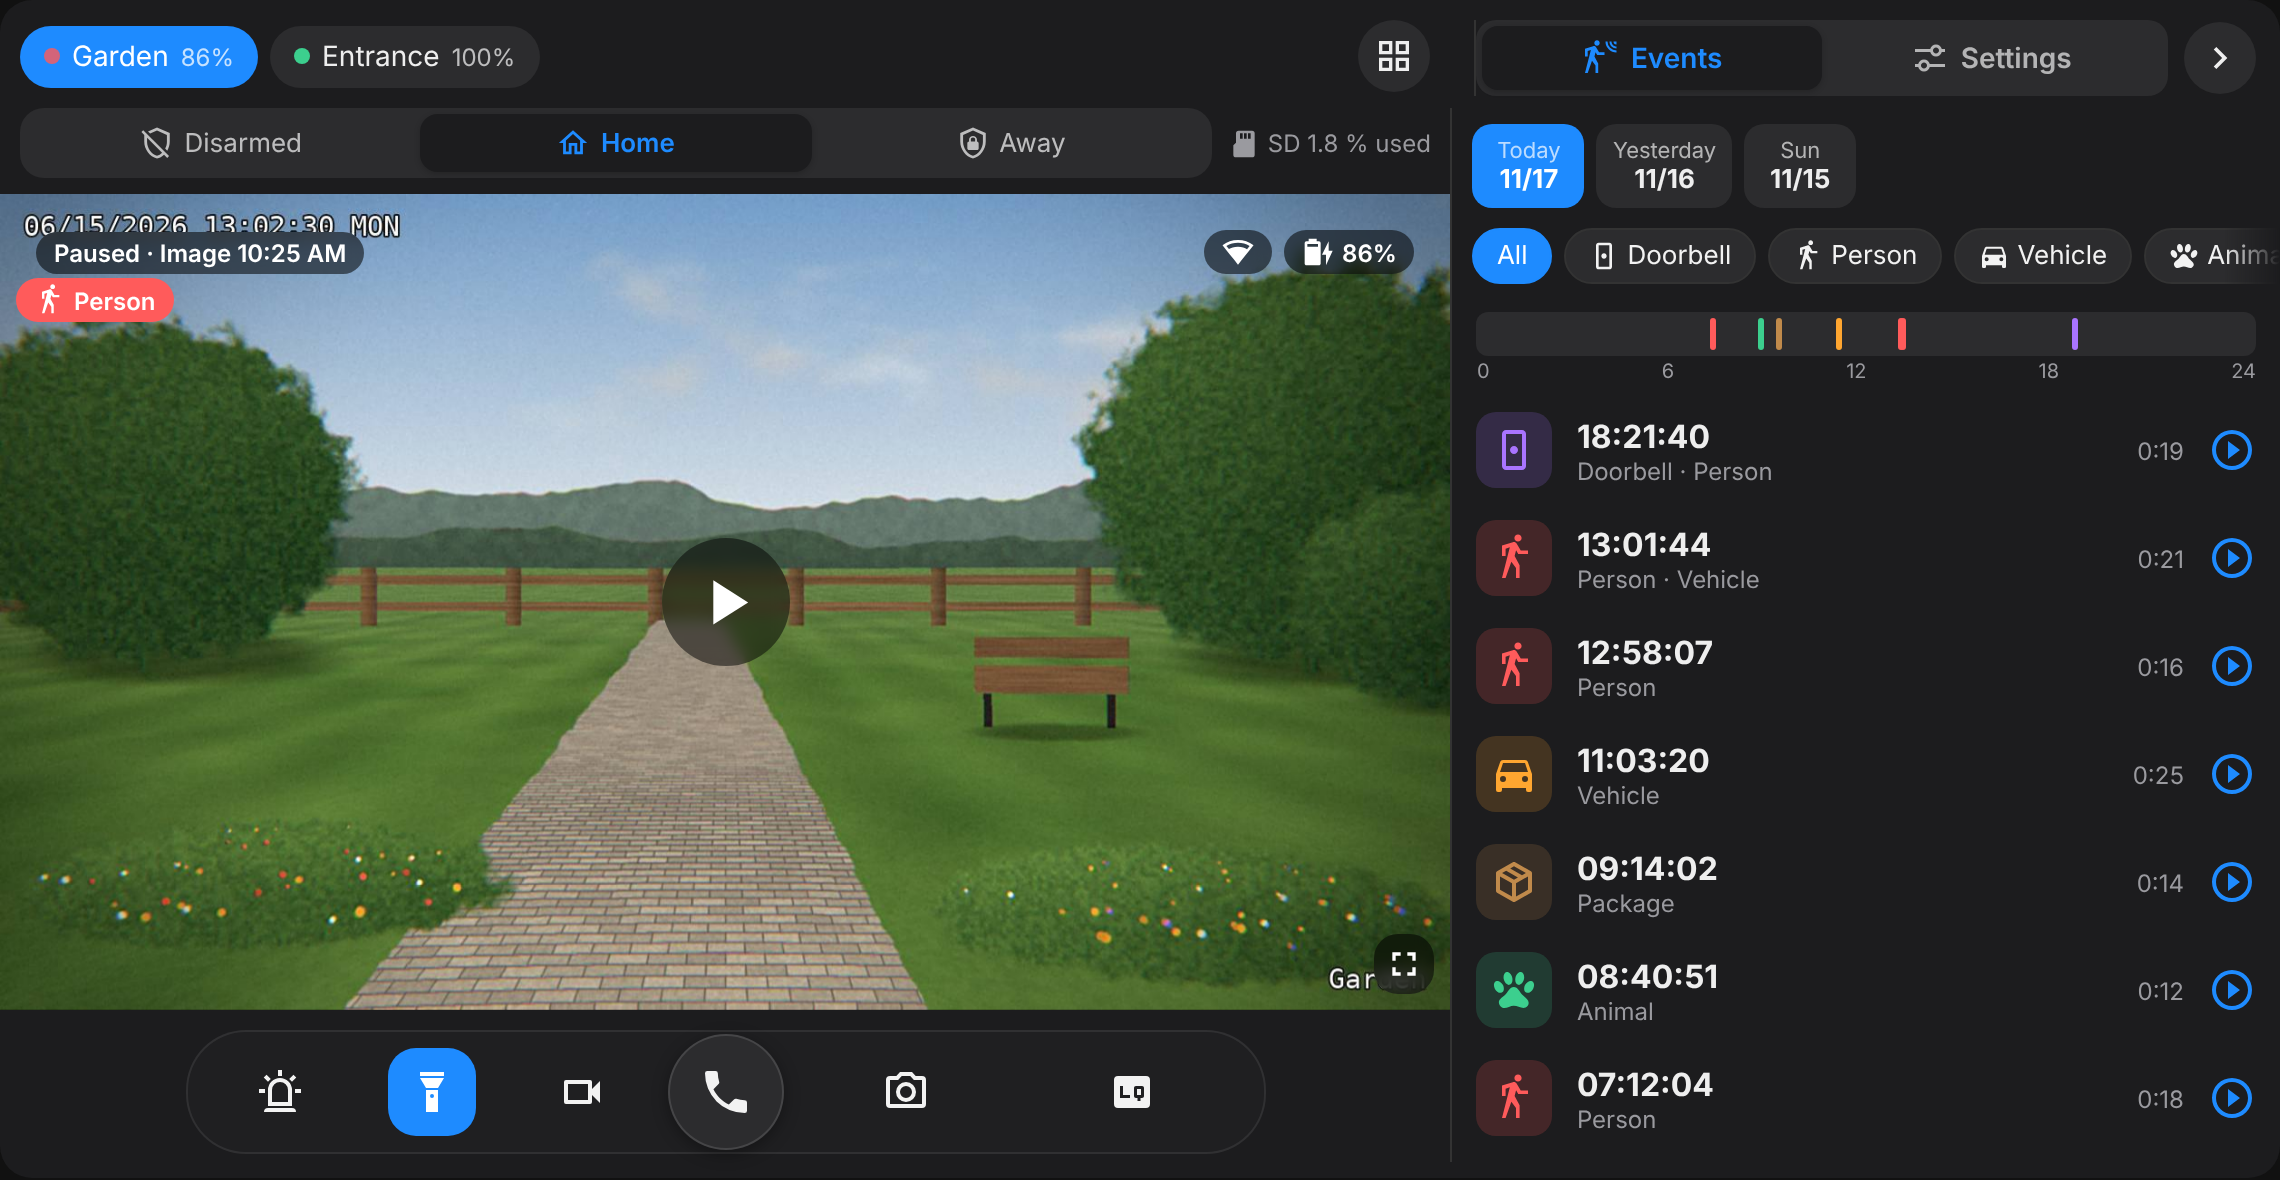 Garden 86%
Entrance 100%
Events
Settings
Disarmed
Home
Away
SD 1.8 % used
Today
11/17
Yesterday
11/16
Sun
11/15
06/15/2026 13:02:30 MON
Paused · Image 10:25 AM
86%
Person
All
Doorbell
Person
Vehicle
Anima
0 6 12 18 24
18:21:40
Doorbell · Person
0:19
13:01:44
Person · Vehicle
0:21
12:58:07
Person
0:16
11:03:20
Vehicle
0:25
09:14:02
Package
0:14
08:40:51
Animal
0:12
07:12:04
Person
0:18
Garden
LQ